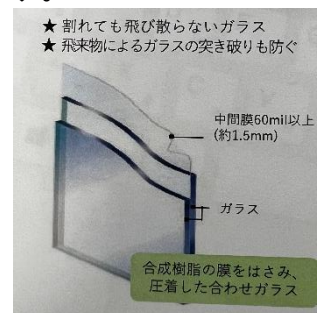 ★ 割れても飛び散らないガラス
★ 飛来物によるガラスの突き破りも防ぐ
中間膜60mil以上
(約1.5mm)
ガラス
合成樹脂の膜をはさみ、
圧着した合わせガラス